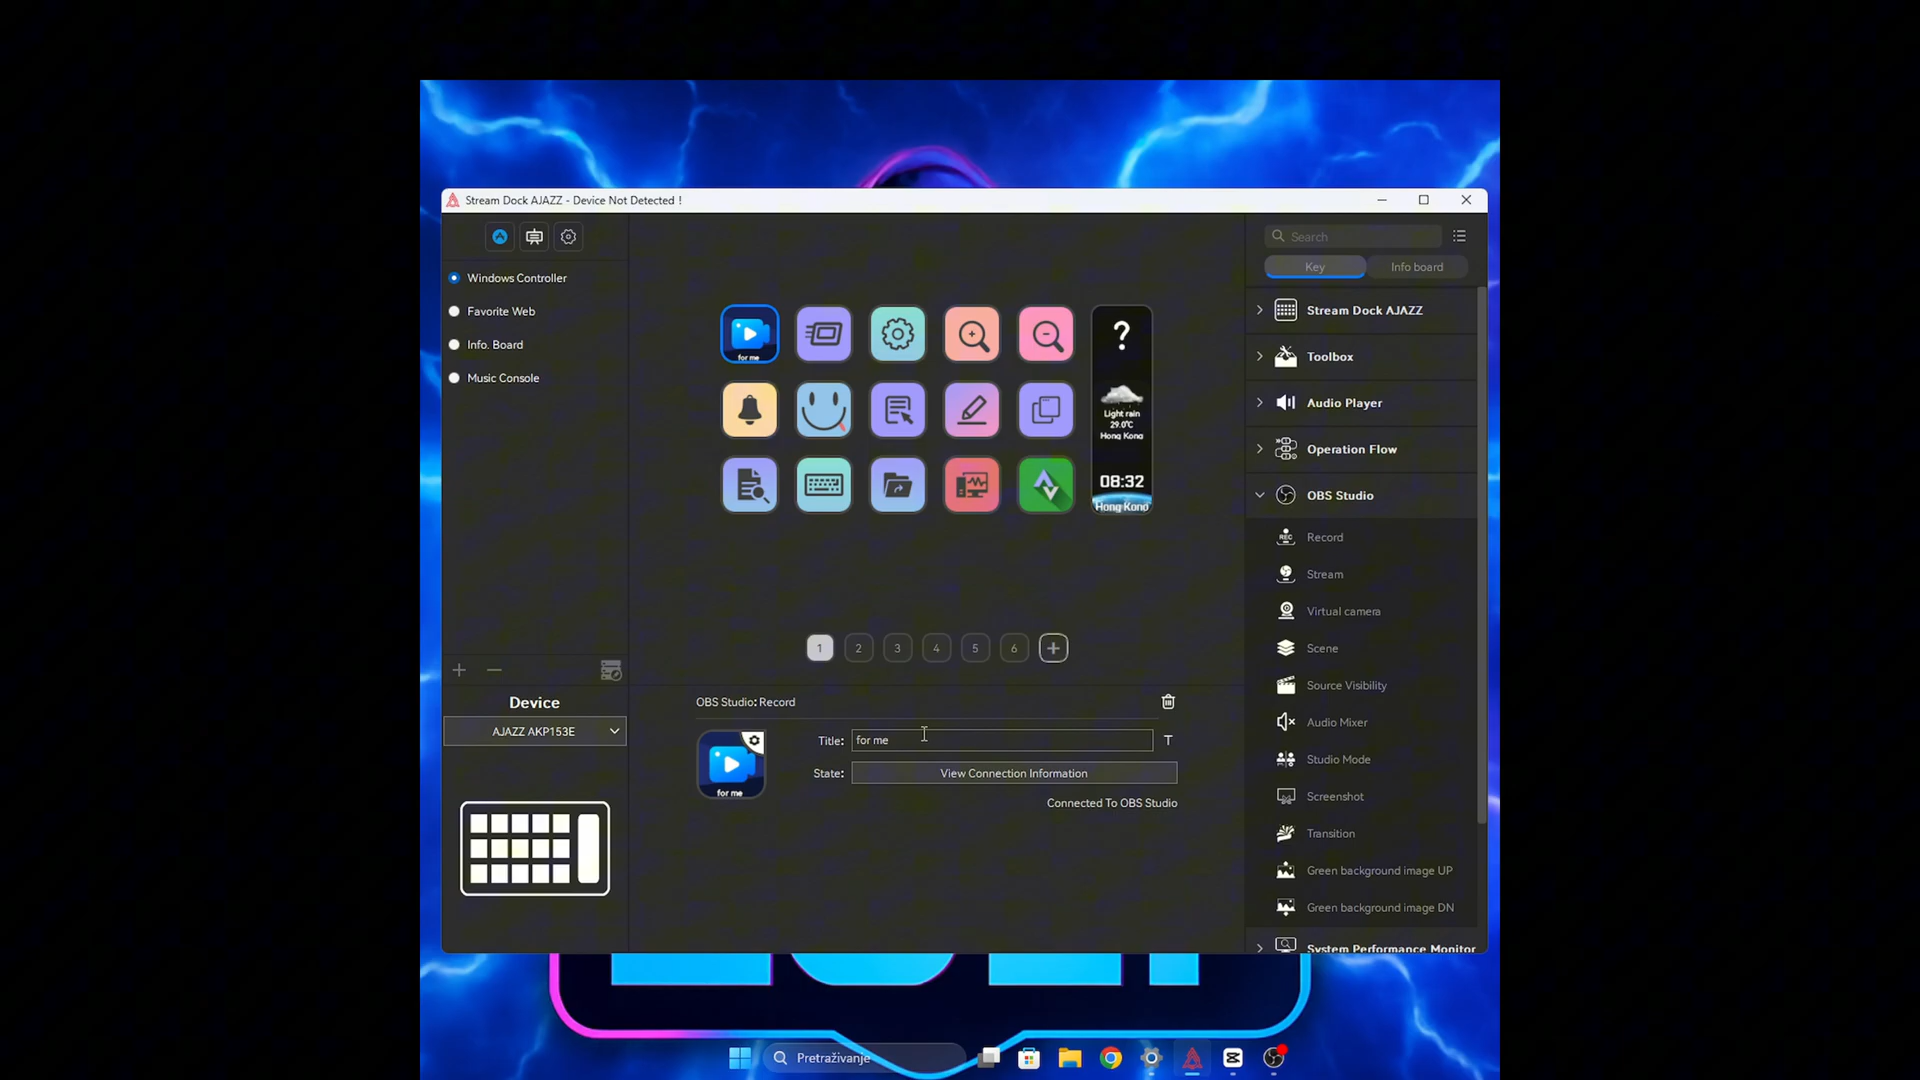 Stream Dock AJAZZ - Device Not Detected !
Windows Controller
Favorite Web
Info. Board
Music Console
Device
AJAZZ AKP153E
for me
?
Light rain
29.0℃
Hong Kong
08:32
Hong Kong
1 2 3 4 5 6 +
OBS Studio: Record
Title: for me T
State: View Connection Information
Connected To OBS Studio
for me
Search
Key Info board
Stream Dock AJAZZ
Toolbox
Audio Player
Operation Flow
OBS Studio
REC Record
Stream
Virtual camera
Scene
Source Visibility
Audio Mixer
Studio Mode
Screenshot
Transition
Green background image UP
Green background image DN
System Performance Monitor
Pretraživanje